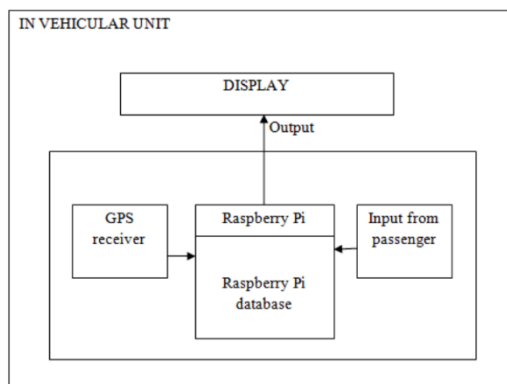 IN VEHICULAR UNIT
DISPLAY
Output
GPS
receiver
Raspberry Pi
Raspberry Pi
database
Input from
passenger